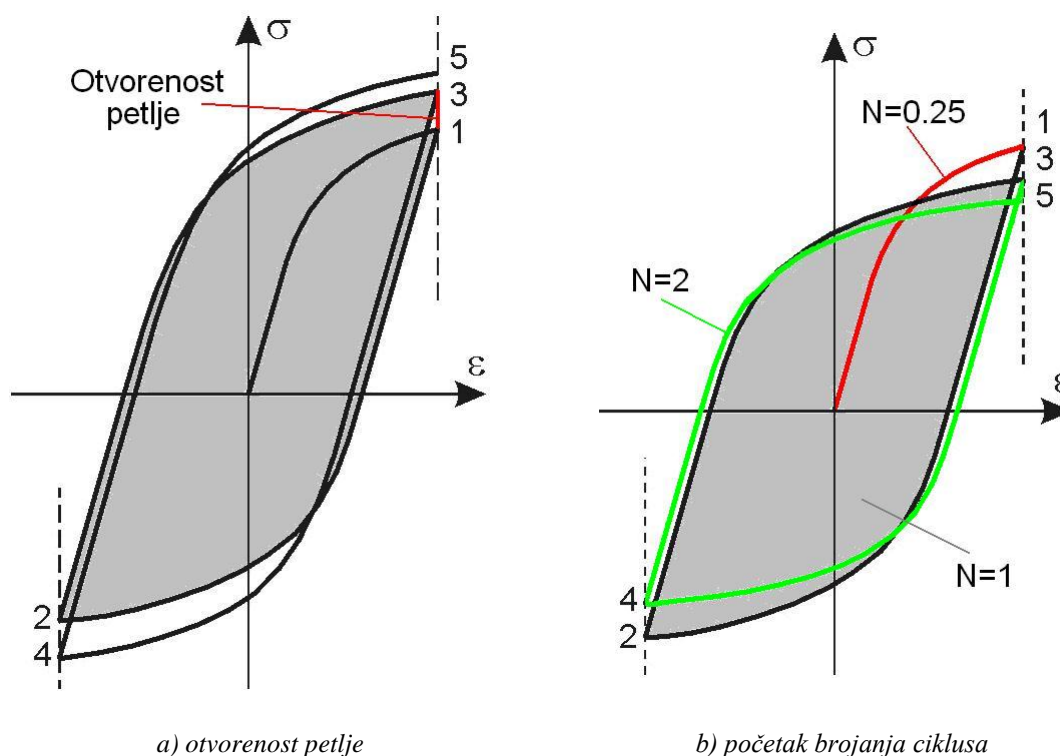 σ
Otvorenost
petlje
5
3
1
ε
2
4
a) otvorenost petlje
σ
N=0.25
1
3
5
N=2
ε
4
2
N=1
b) početak brojanja ciklusa